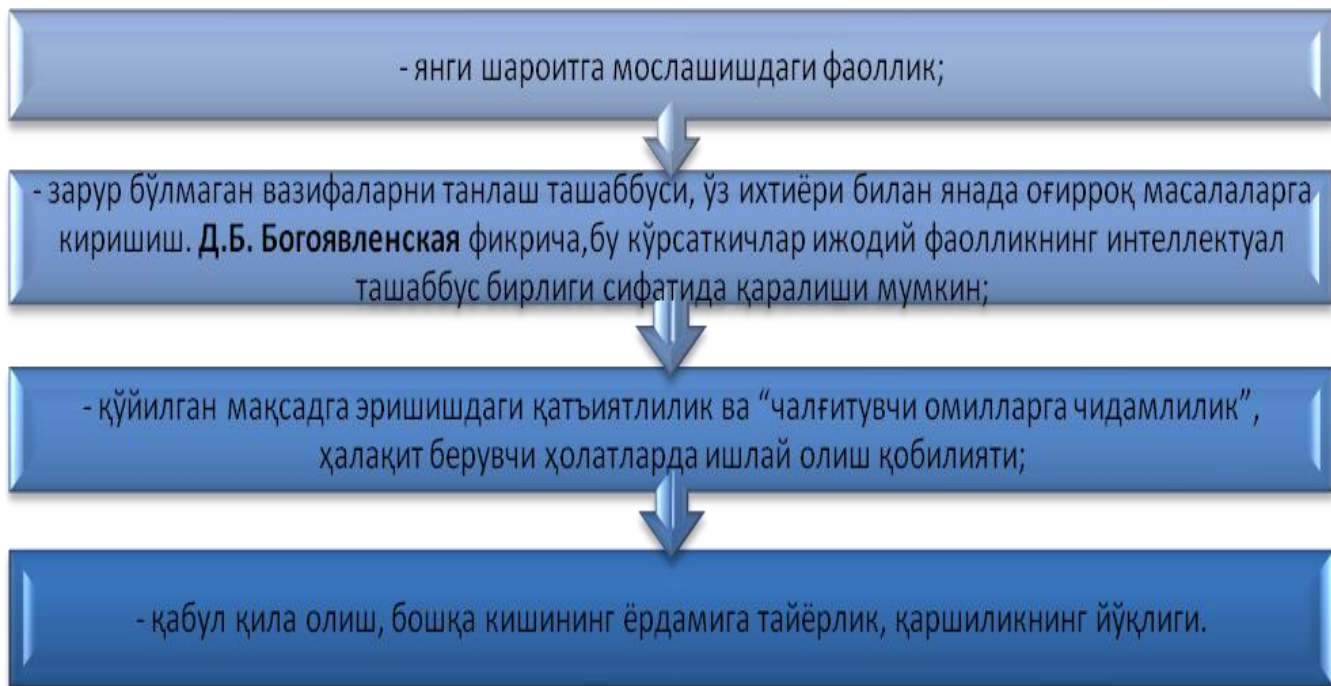 - янги шароитга мослашишдаги фаоллик;
- зарур бўлмаган вазифаларни танлаш ташаббуси, ўз ихтиёри билан янада оғирроқ масалаларга
киришиш. Д.Б. Богоявленская фикрича,бу кўрсаткичлар ижодий фаолликнинг интеллектуал
ташаббус бирлиги сифатида қаралиши мумкин;
- қўйилган мақсадга эришишдаги қатъиятлилик ва “чалғитувчи омилларга чидамлилик”,
ҳалақит берувчи ҳолатларда ишлай олиш қобилияти;
- қабул қила олиш, бошқа кишининг ёрдамига тайёрлик, қаршиликнинг йўқлиги.